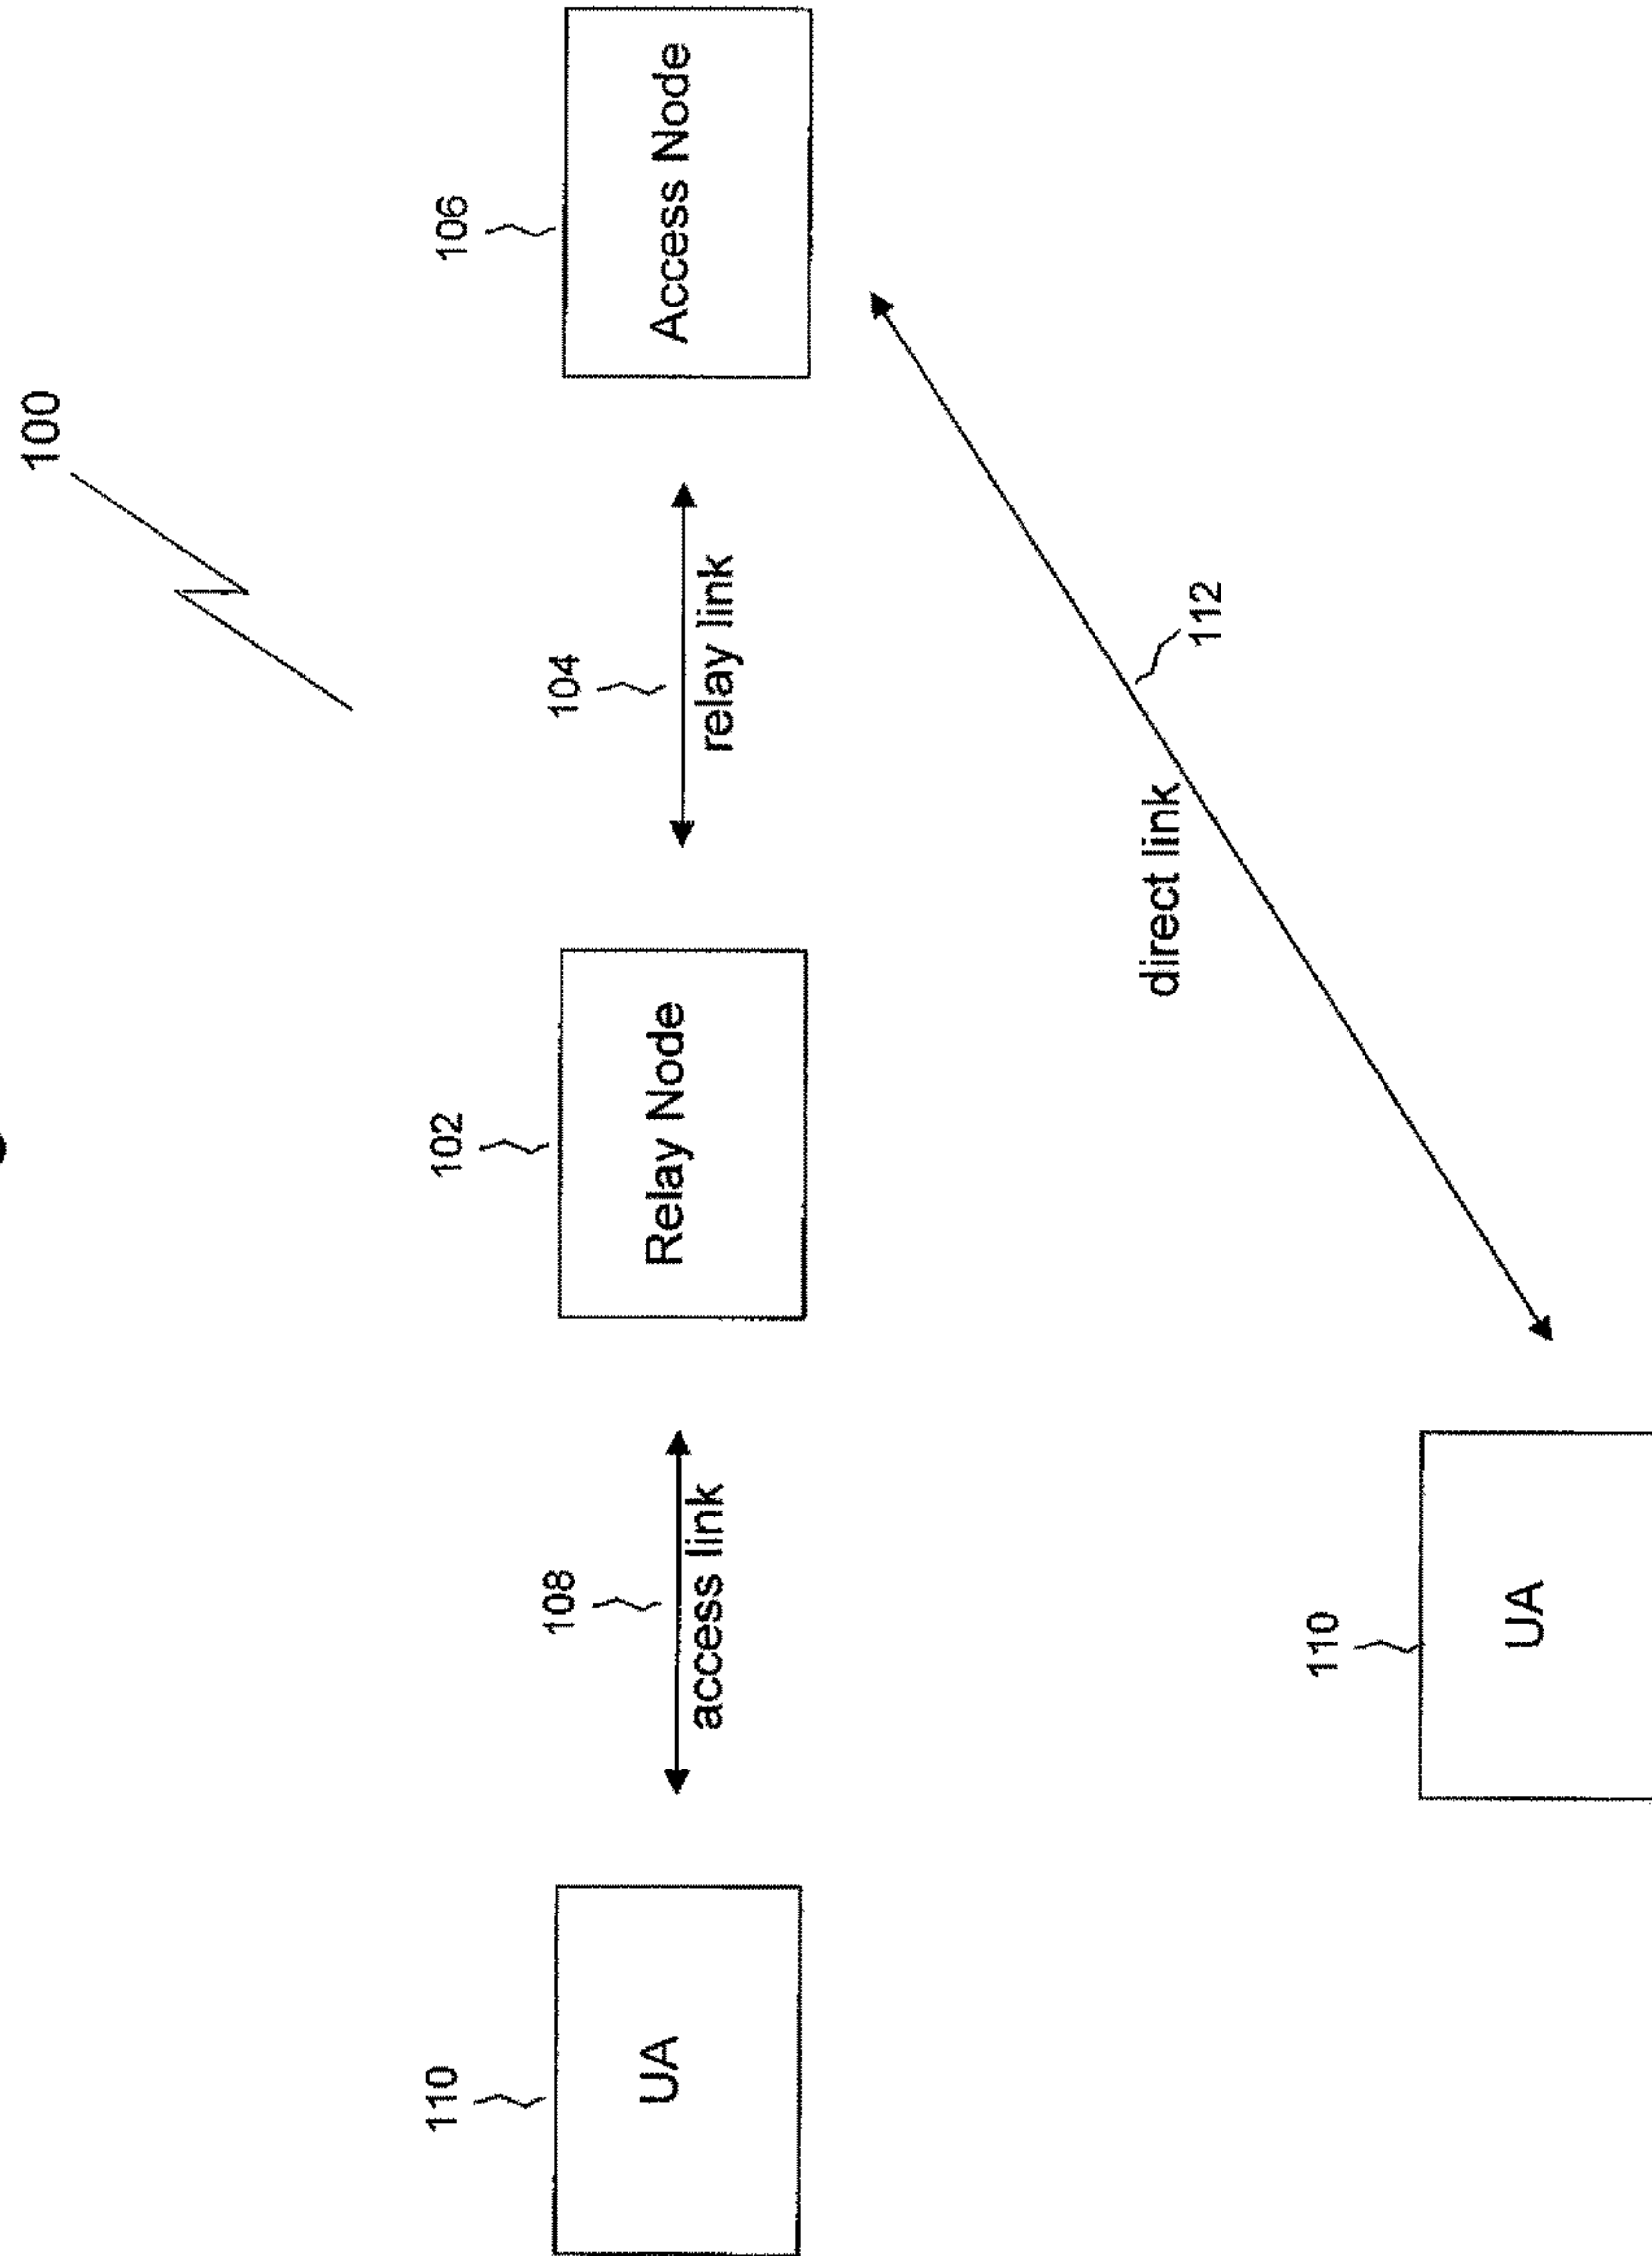 100
110
102
106
108
104
UA
Relay Node
Access Node
access link
relay link
direct link
112
110
UA